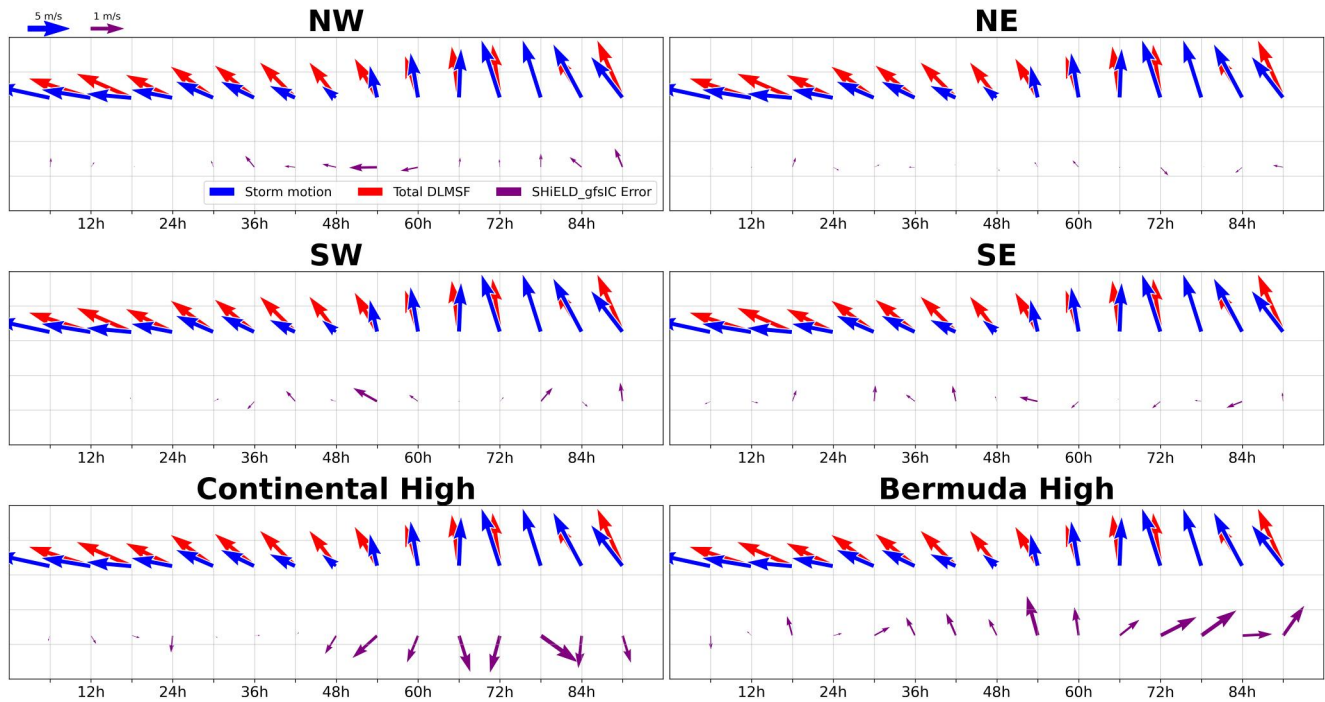 5 m/s 1 m/s
NW
NE
Storm motion Total DLMSF SHiELD_gfsIC Error
12h 24h 36h 48h 60h 72h 84h
12h 24h 36h 48h 60h 72h 84h
SW
SE
12h 24h 36h 48h 60h 72h 84h
12h 24h 36h 48h 60h 72h 84h
Continental High
Bermuda High
12h 24h 36h 48h 60h 72h 84h
12h 24h 36h 48h 60h 72h 84h